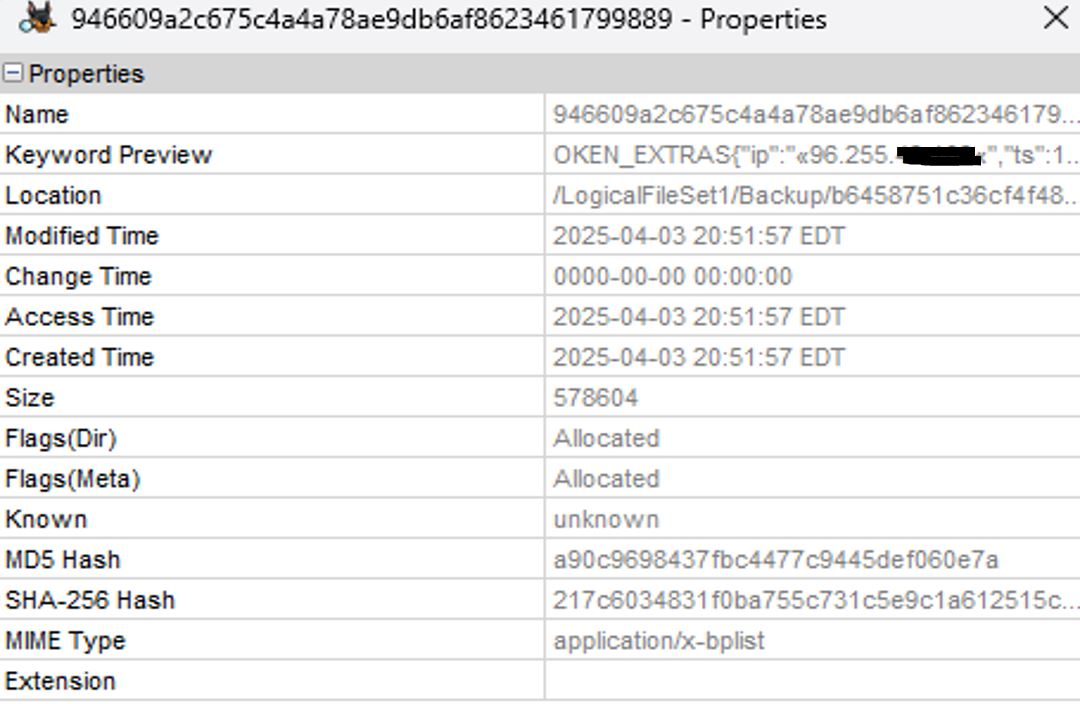 946609a2c675c4a4a78ae9db6af8623461799889 - Properties
Properties
Name 946609a2c675c4a4a78ae9db6af862346179...
Keyword Preview OKEN_EXTRAS{"ip":"«96.255. «","ts":1...
Location /LogicalFileSet1/Backup/b6458751c36cf4f48...
Modified Time 2025-04-03 20:51:57 EDT
Change Time 0000-00-00 00:00:00
Access Time 2025-04-03 20:51:57 EDT
Created Time 2025-04-03 20:51:57 EDT
Size 578604
Flags(Dir) Allocated
Flags(Meta) Allocated
Known unknown
MD5 Hash a90c9698437fbc4477c9445def060e7a
SHA-256 Hash 217c6034831f0ba755c731c5e9c1a612515c...
MIME Type application/x-bplist
Extension